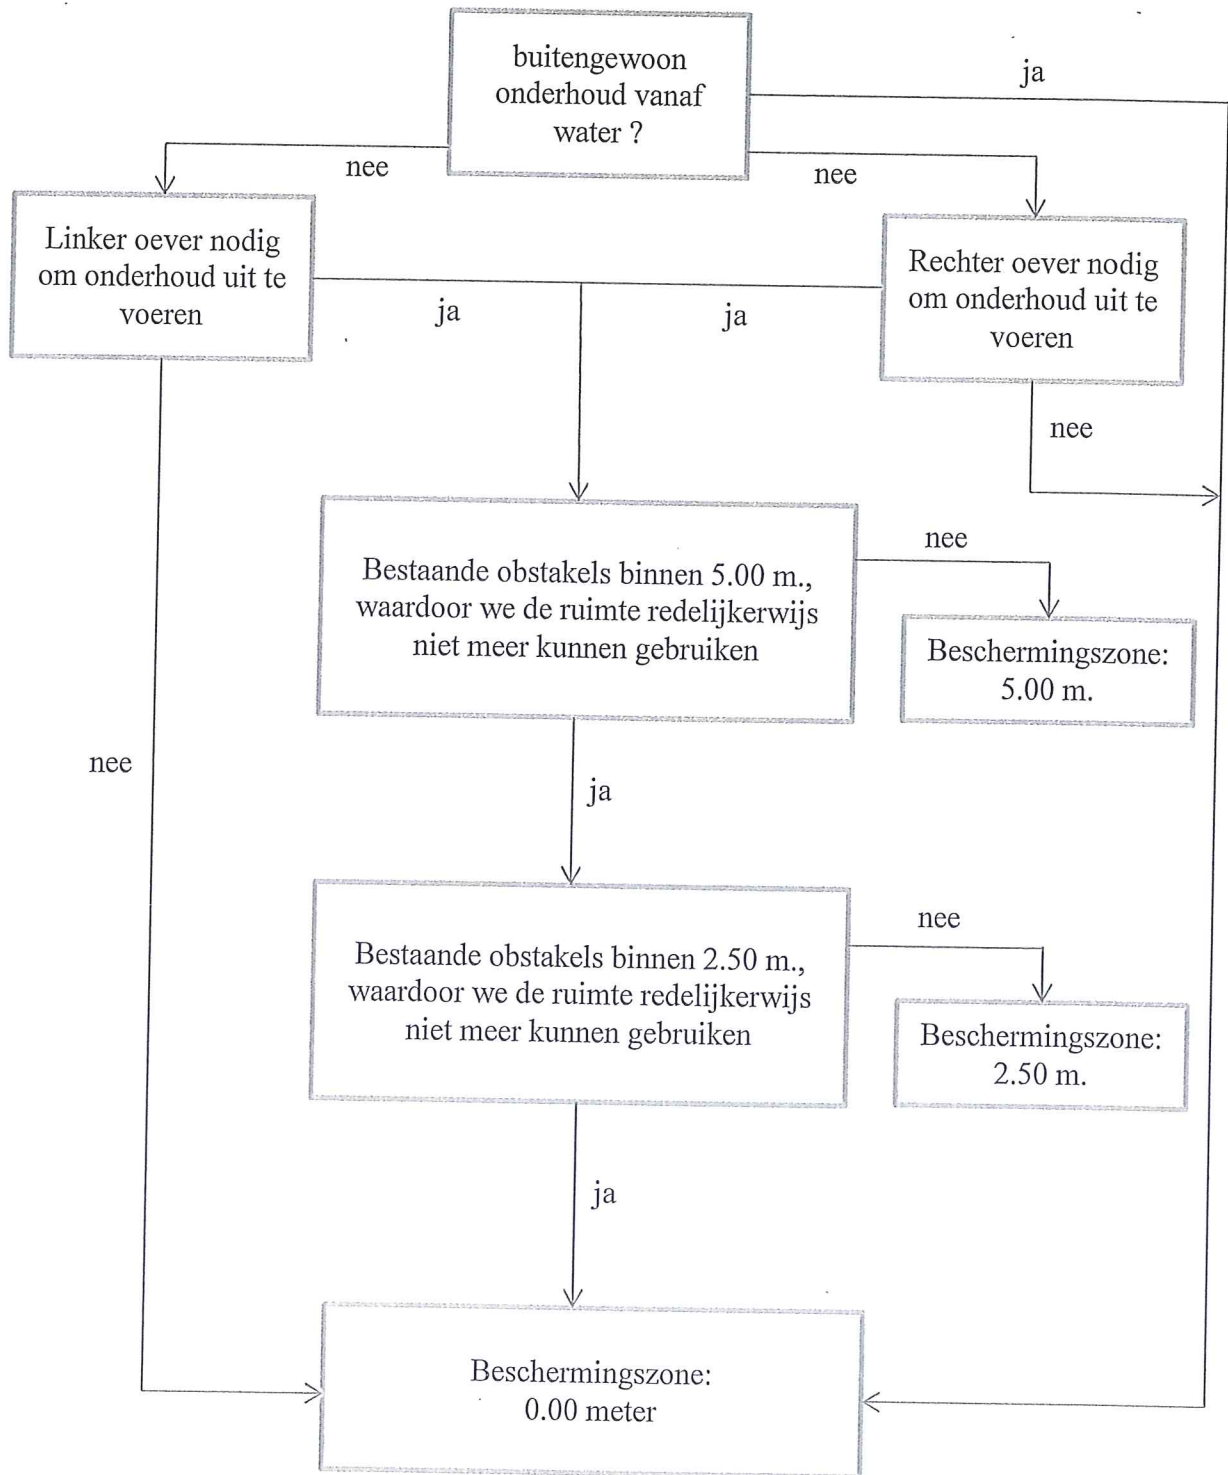 buitengewoon
onderhoud vanaf
water ?
ja
nee
nee
Linker oever nodig
om onderhoud uit te
voeren
Rechter oever nodig
om onderhoud uit te
voeren
ja
ja
nee
Bestaande obstakels binnen 5.00 m.,
waardoor we de ruimte redelijkerwijs
niet meer kunnen gebruiken
nee
Beschermingszone:
5.00 m.
nee
ja
Bestaande obstakels binnen 2.50 m.,
waardoor we de ruimte redelijkerwijs
niet meer kunnen gebruiken
nee
Beschermingszone:
2.50 m.
ja
Beschermingszone:
0.00 meter